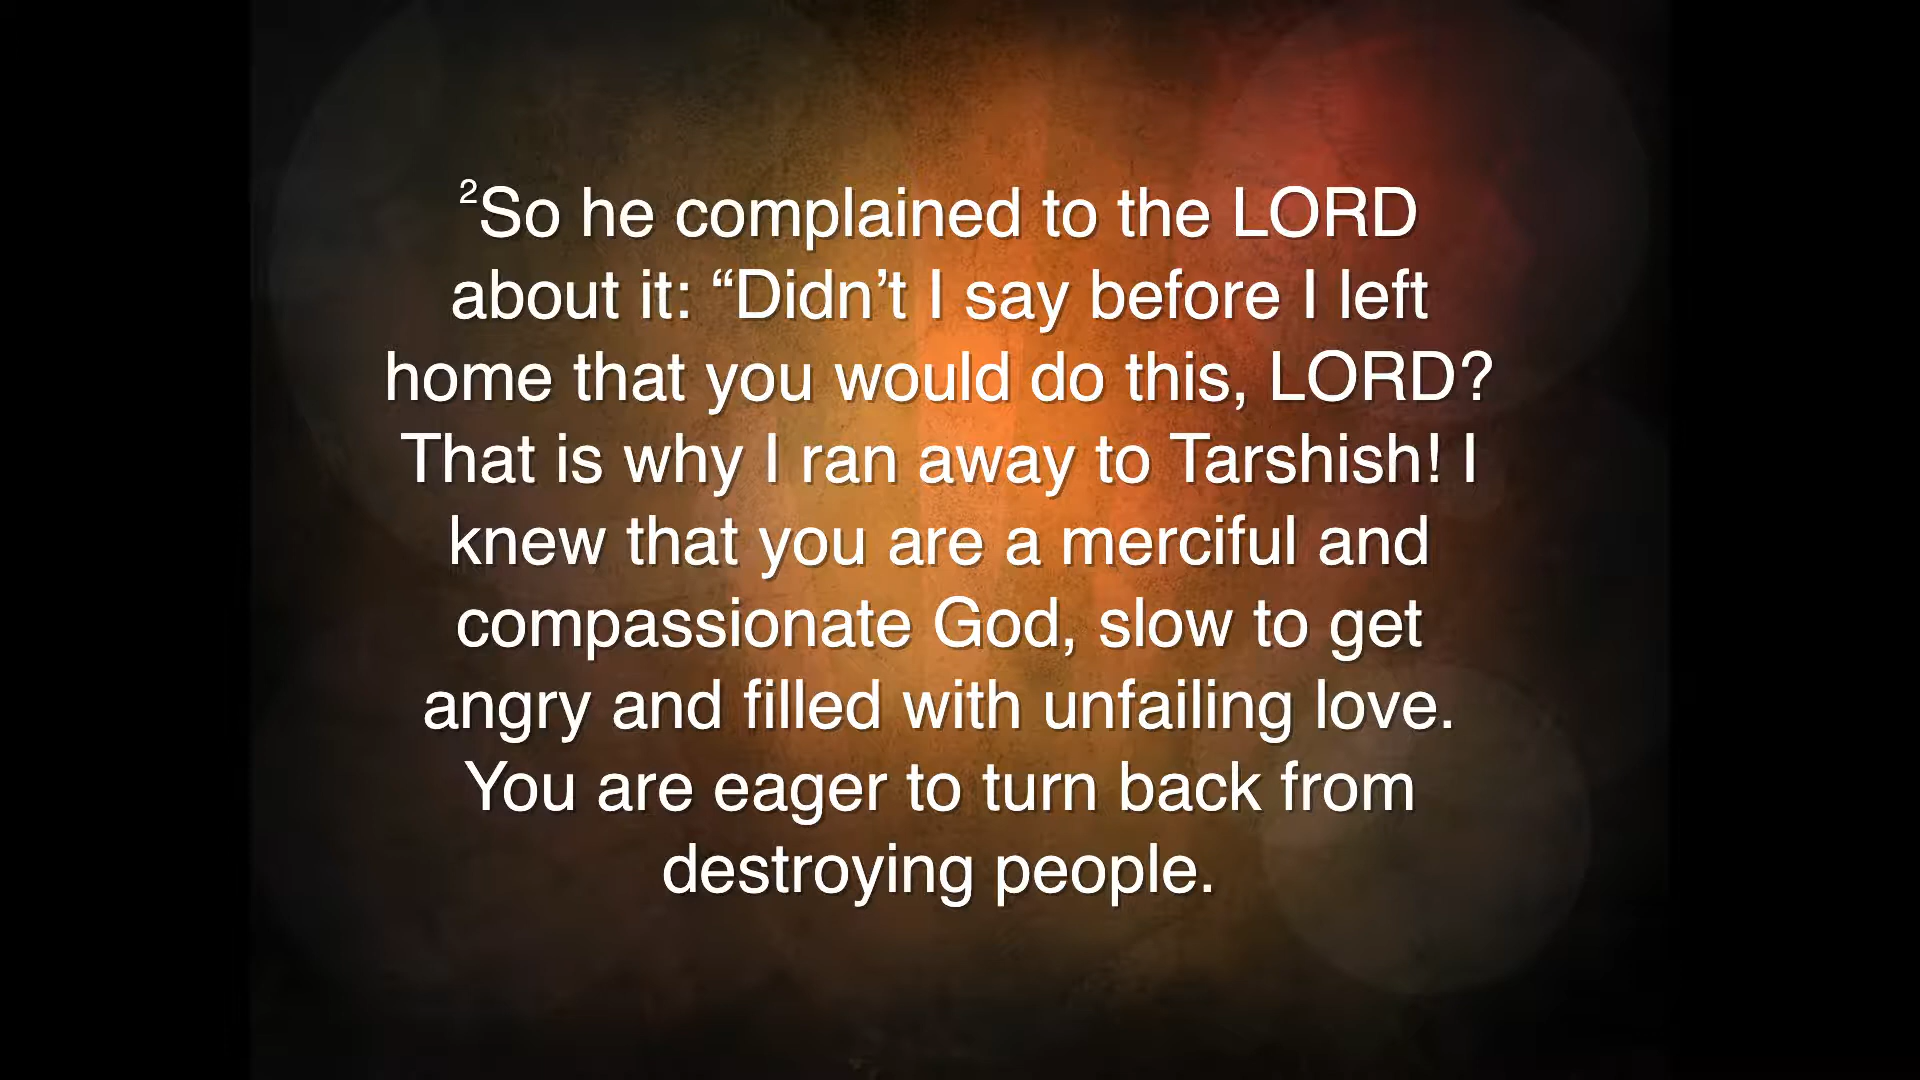 ²So he complained to the LORD
about it: “Didn’t I say before I left
home that you would do this, LORD?
That is why I ran away to Tarshish! I
knew that you are a merciful and
compassionate God, slow to get
angry and filled with unfailing love.
You are eager to turn back from
destroying people.